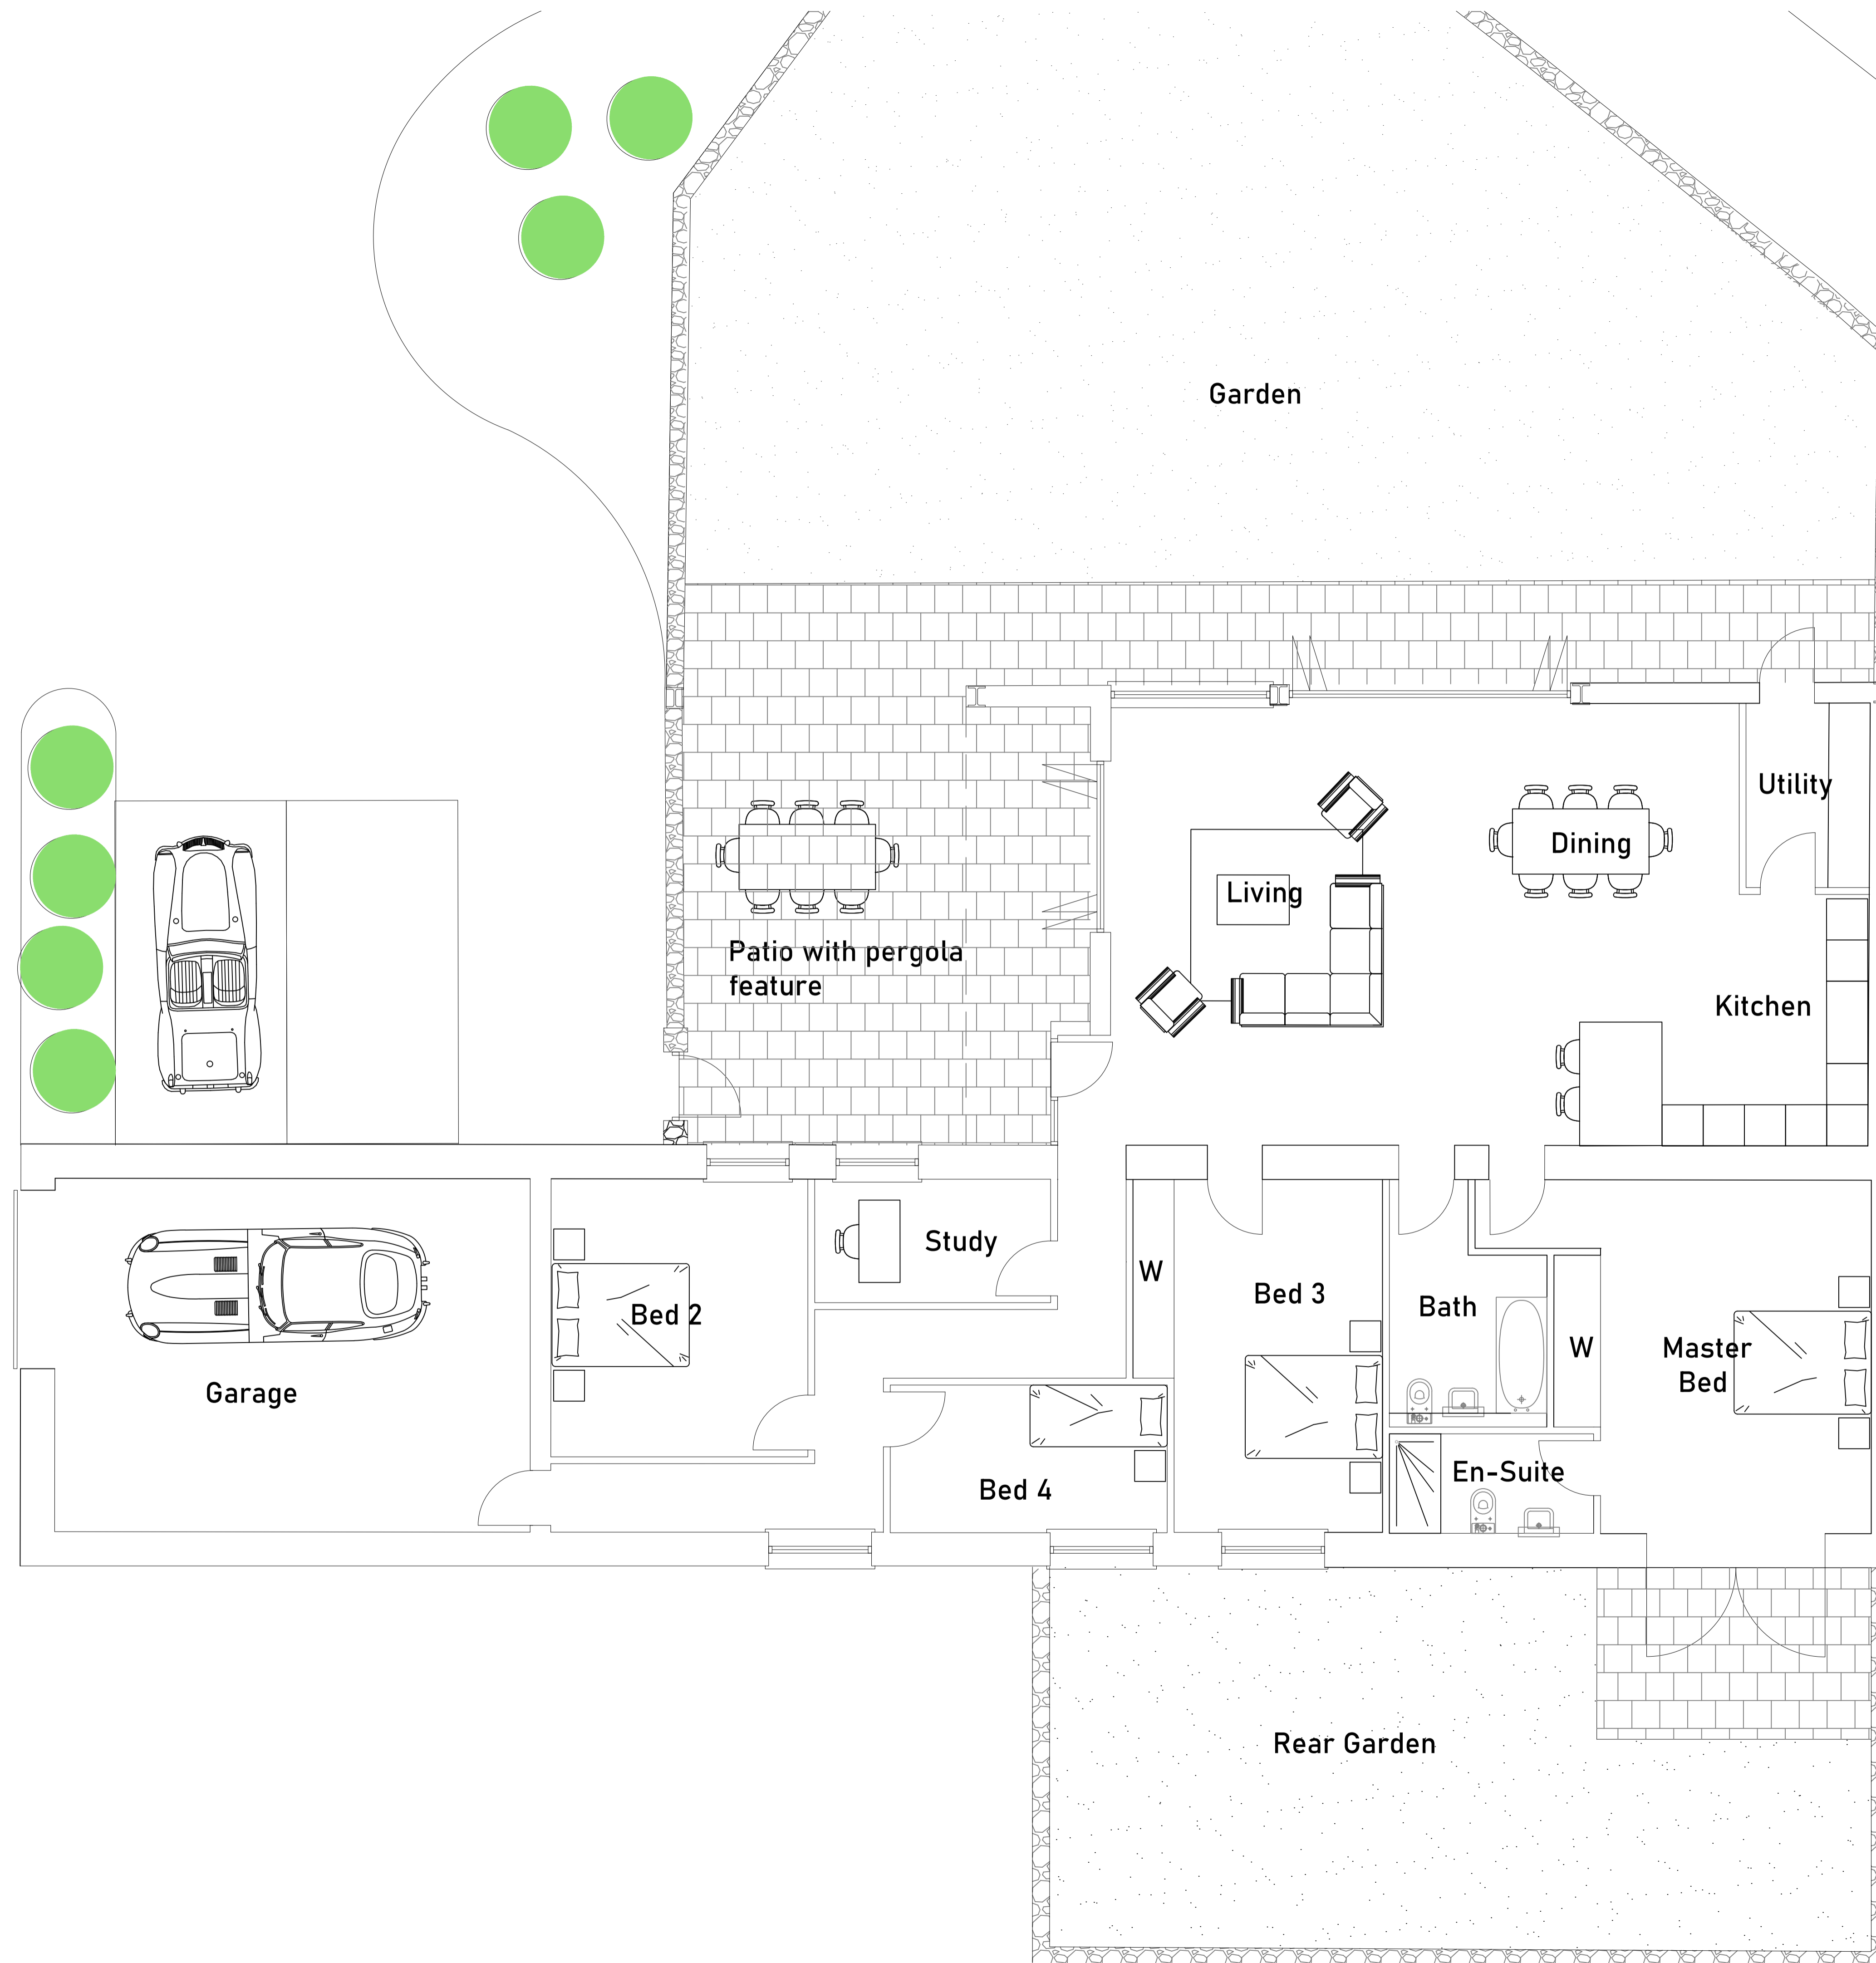 Garden
Utility
Dining
Living
Patio with pergola
feature
Kitchen
Study
W
Bed 3
Bath
Bed 2
W
Master
Bed
Garage
En-Suite
Bed 4
Rear Garden